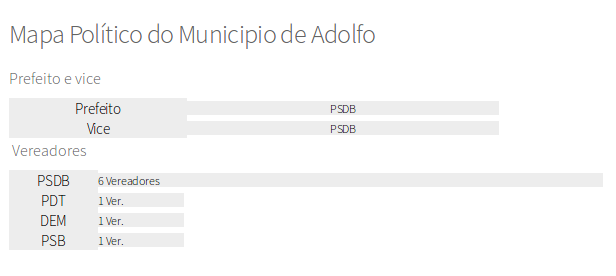 Mapa Político do Municipio de Adolfo
Prefeito e vice
Prefeito PSDB
Vice PSDB
Vereadores
PSDB 6 Vereadores
PDT 1 Ver.
DEM 1 Ver.
PSB 1 Ver.